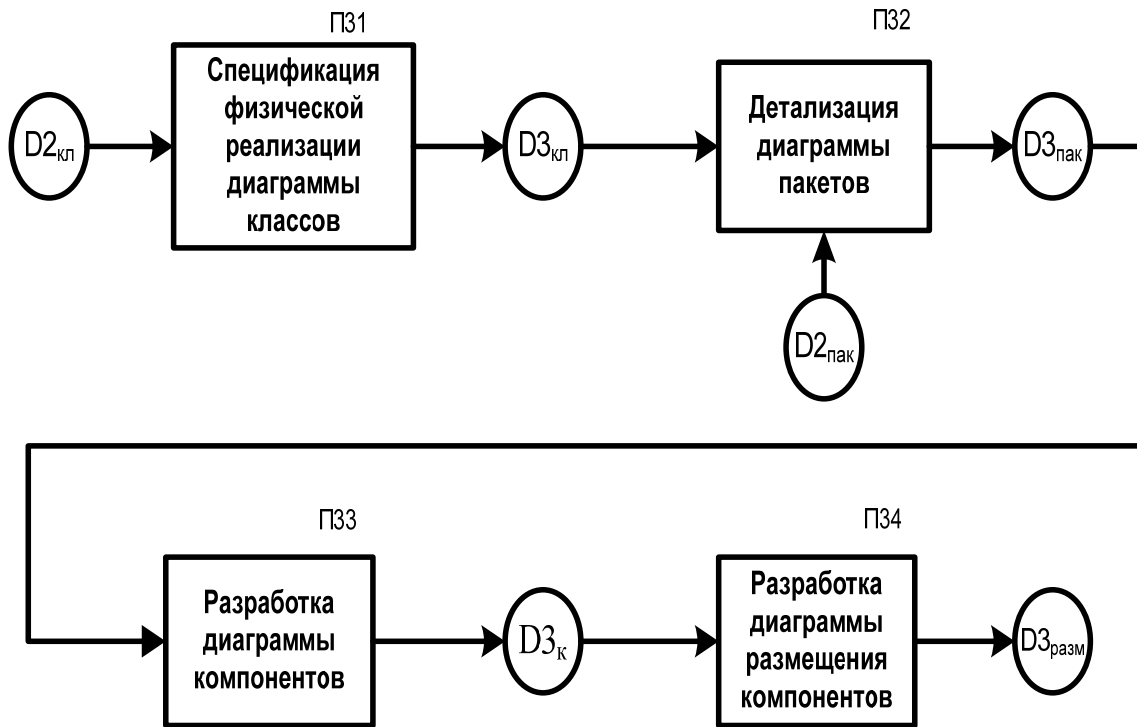 П31
П32
D2кл
Спецификация
физической
реализации
диаграммы
классов
D3кл
Детализация
диаграммы
пакетов
D3пак
D2пак
П33
П34
Разработка
диаграммы
компонентов
D3к
Разработка
диаграммы
размещения
компонентов
D3разм